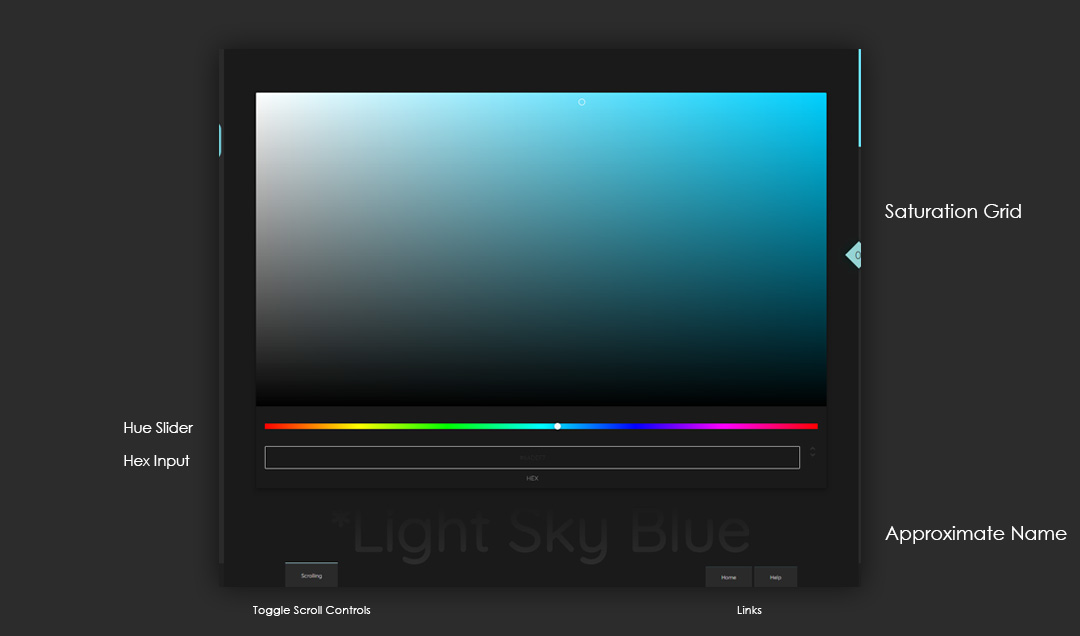 Saturation Grid
0
Hue Slider
Hex Input
HEX
*Light Sky Blue
Approximate Name
Scrolling
Home
Help
Toggle Scroll Controls
Links